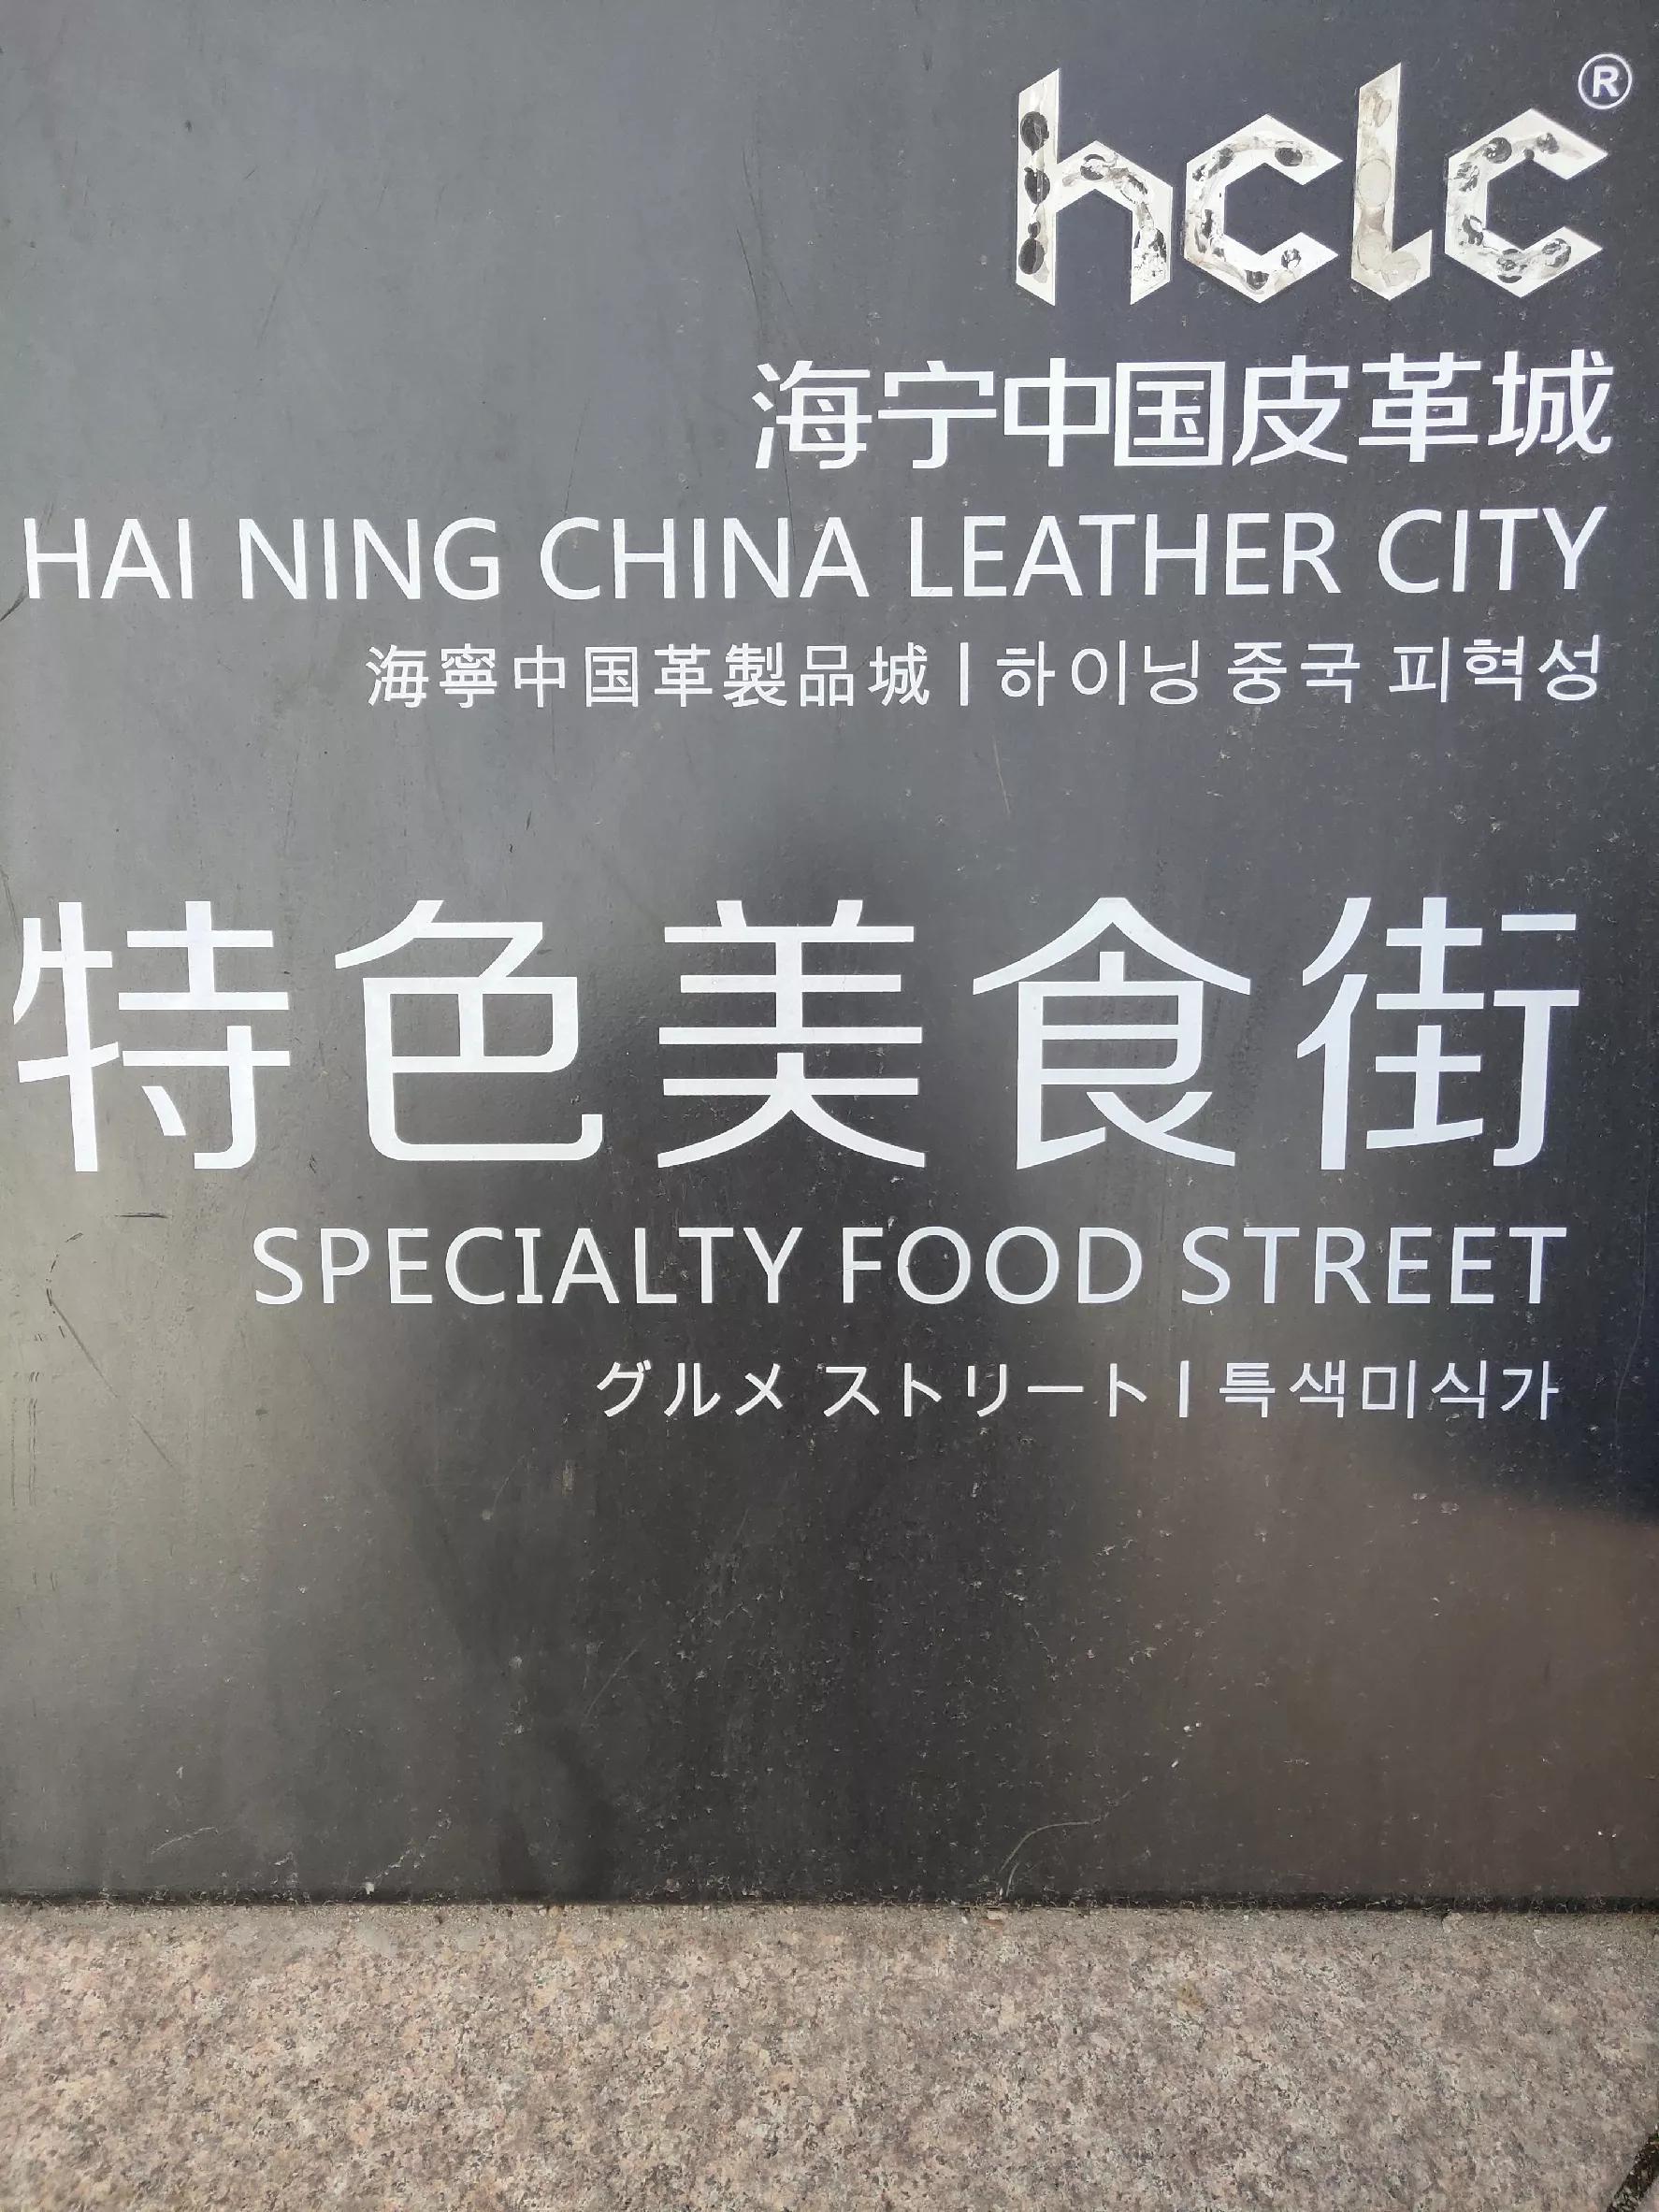 hclc®
海宁中国皮革城
HAI NING CHINA LEATHER CITY
海寧中国革製品城 | 하이닝 중국 피혁성
特色美食街
SPECIALTY FOOD STREET
グルメ ストリート | 특색미식가